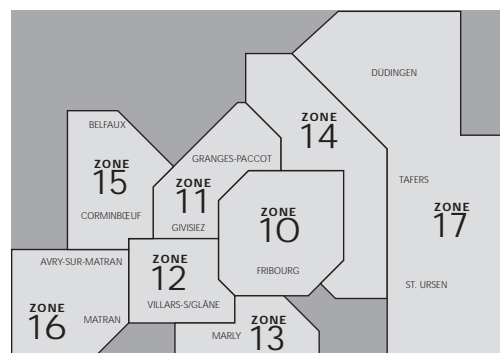 DÜDINGEN
BELFAUX
ZONE
14
GRANGES-PACCOT
ZONE
15
ZONE
11
TAFERS
CORMINBŒUF
GIVISIEZ
ZONE
10
ZONE
17
AVRY-SUR-MATRAN
ZONE
12
FRIBOURG
ST. URSEN
VILLARS-S/GLÂNE
ZONE
16
MATRAN
ZONE
13
MARLY